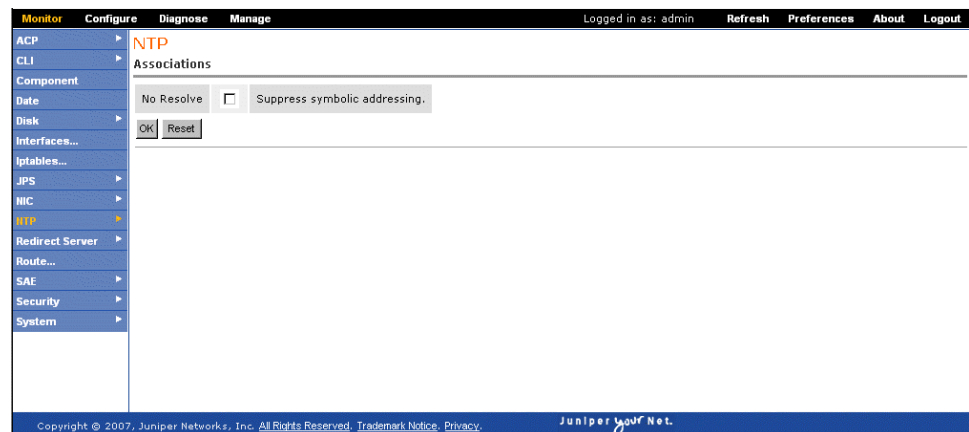 Monitor Configure Diagnose Manage Logged in as: admin Refresh Preferences About Logout
ACP
CLI
Component
Date
Disk
Interfaces...
Iptables...
JPS
NIC
NTP
Redirect Server
Route...
SAE
Security
System
NTP
Associations
No Resolve Suppress symbolic addressing.
OK Reset
Copyright © 2007, Juniper Networks, Inc. All Rights Reserved. Trademark Notice. Privacy.
Juniper your Net.